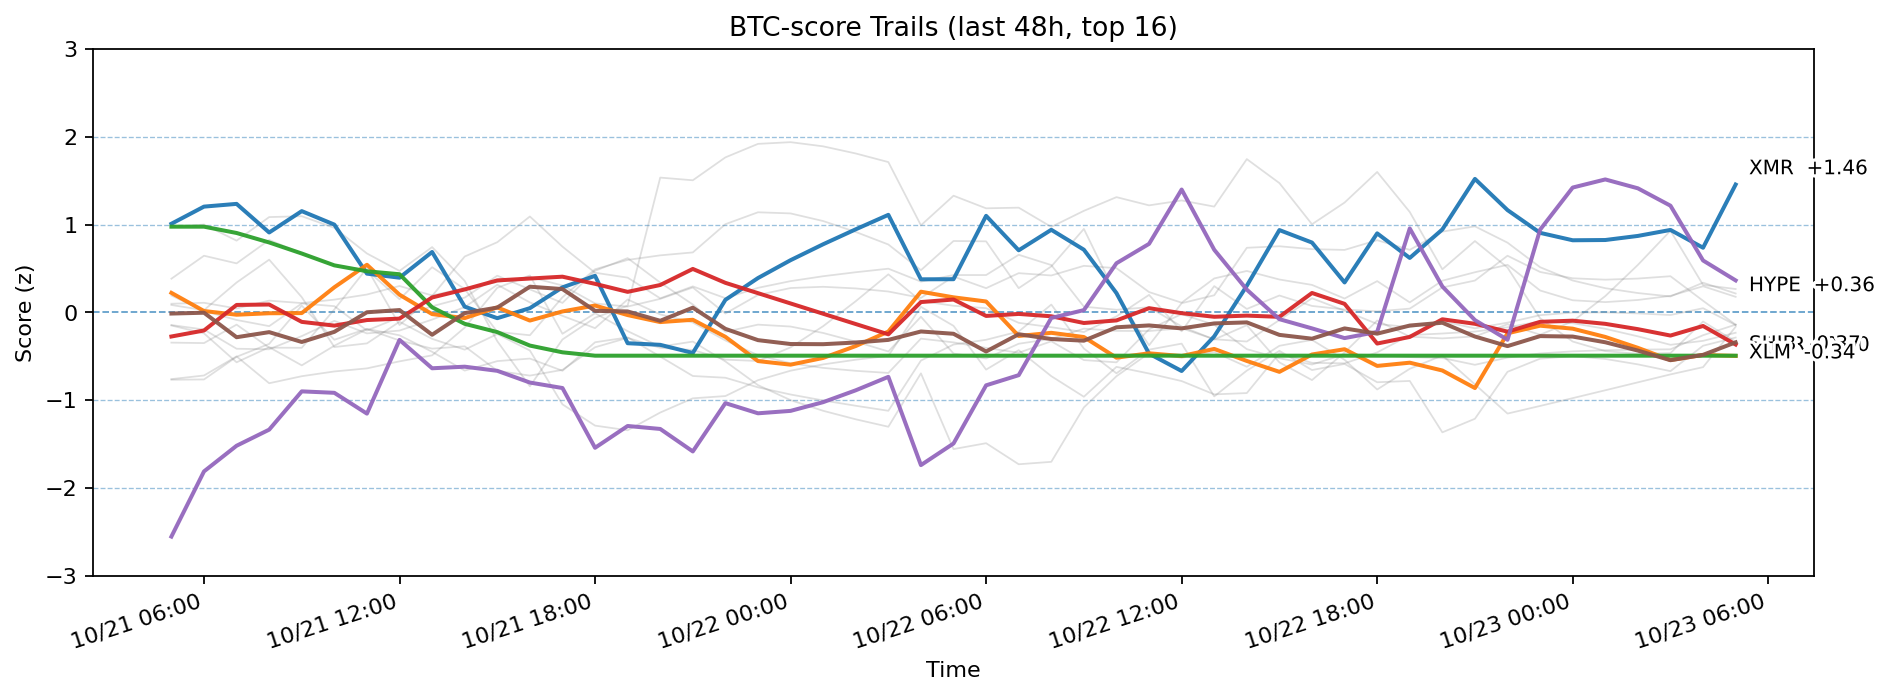 BTC-score Trails (last 48h, top 16)
3
2
1
0
−1
−2
−3
Score (z)
XMR +1.46
HYPE +0.36
XLM -0.34
10/21 06:00
10/21 12:00
10/21 18:00
10/22 00:00
10/22 06:00
10/22 12:00
10/22 18:00
10/23 00:00
10/23 06:00
Time